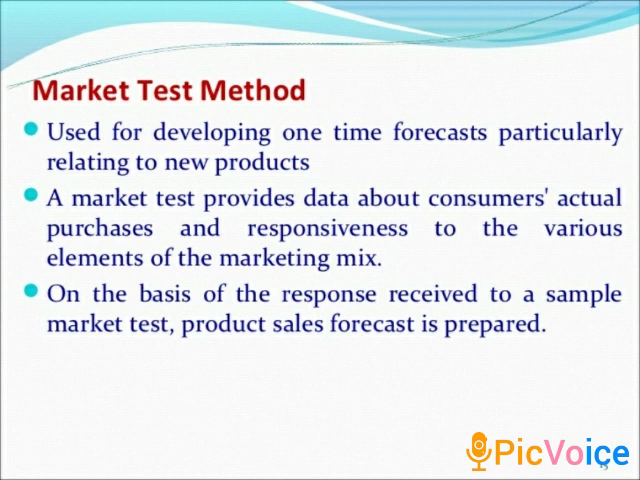 Market Test Method
Used for developing one time forecasts particularly
relating to new products
A market test provides data about consumers' actual
purchases and responsiveness to the various
elements of the marketing mix.
On the basis of the response received to a sample
market test, product sales forecast is prepared.
PicVoice